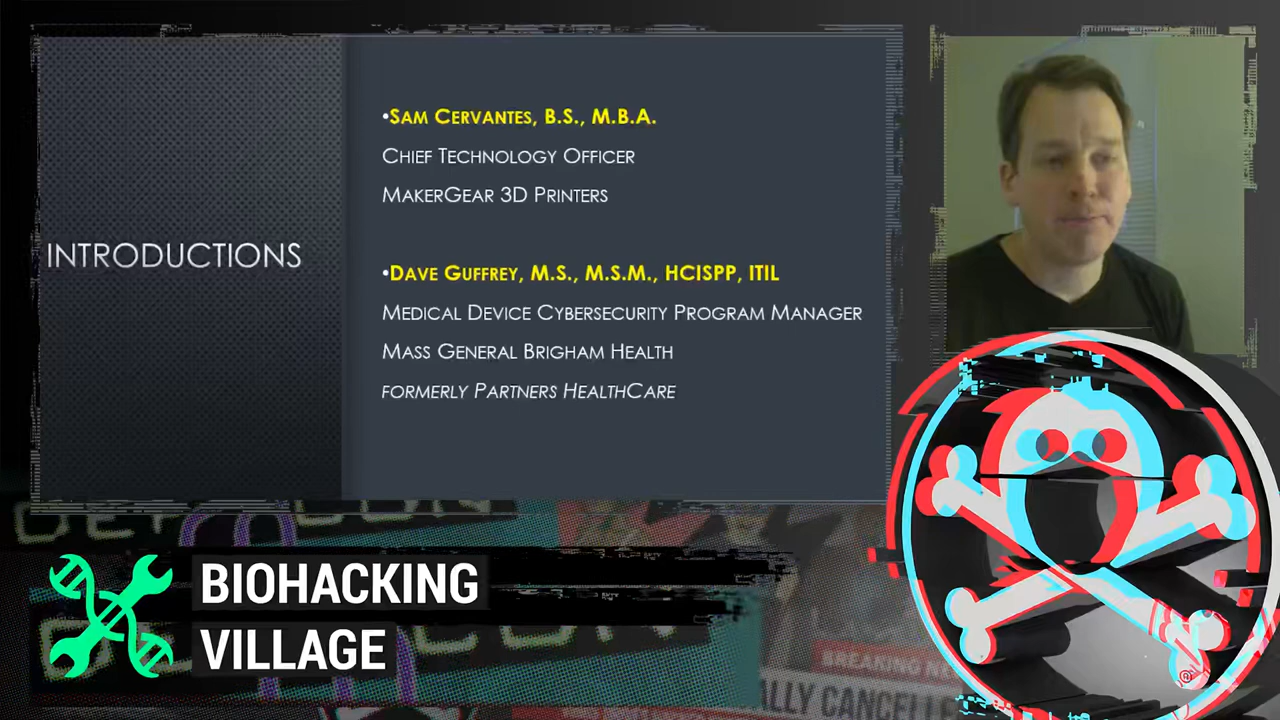 INTRODUCTIONS
•SAM CERVANTES, B.S., M.B.A.
CHIEF TECHNOLOGY OFFICER
MAKERGEAR 3D PRINTERS
•DAVE GUFFREY, M.S., M.S.M., HCISPP, ITIL
MEDICAL DEVICE CYBERSECURITY PROGRAM MANAGER
MASS GENERAL BRIGHAM HEALTH
FORMERLY PARTNERS HEALTHCARE
BIOHACKING
VILLAGE
BREAKING
®